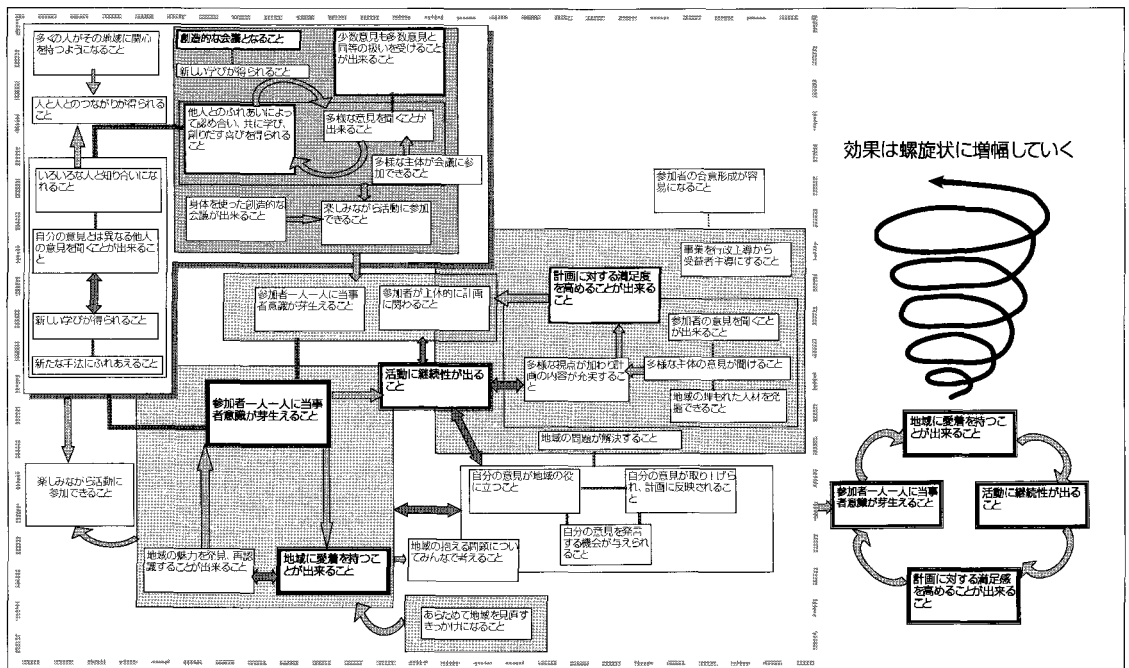 多くの人がその地域に関心
を持つようになること
人と人とのつながりが得られる
こと
いろいろな人と知り合いにな
れること
自分の意見とは異なる他人
の意見を聞くことが出来るこ
と
新しい学びが得られること
新たな手法にふれあえること
楽しみながら活動に
参加できること
創造的な会議となること
新しい学びが得られること
少数意見も多数意見と
同等の扱いを受けること
が出来ること
他人とのふれあいによっ
て認め合い、共に学び、
創りだす喜びを得られる
こと
多様な意見を聞くことが
出来ること
多様な主体が会議に参
加できること
身体を使った創造的な
会議が出来ること
楽しみながら活動に参加
できること
参加者一人一人に当事
者意識が芽生えること
参加者が主体的に計画
に関わること
参加者一人一人に当事
者意識が芽生えること
活動に継続性が出る
こと
地域の魅力を発見、再認
識することが出来ること
地域に愛着を持つこ
とが出来ること
地域の抱える問題につい
てみんなで考えること
あらためて地域を見直す
きっかけになること
参加者の合意形成が容
易になること
事業を行政主導から
受益者主導にすること
計画に対する満足度
を高めることが出来る
こと
参加者の意見を聞くこと
が出来ること
多様な視点が加わり計
画の内容が充実するこ
と
多様な主体の意見が聞けること
地域の埋もれた人材を発
掘できること
地域の問題が解決すること
自分の意見が地域の役
に立つこと
自分の意見が取り上げら
れ、計画に反映されるこ
と
自分の意見を発言
する機会が与えら
れること
効果は螺旋状に増幅していく
地域に愛着を持つこ
とが出来ること
参加者一人一人に当事
者意識が芽生えること
活動に継続性が出る
こと
計画に対する満足感
を高めることが出来る
こと